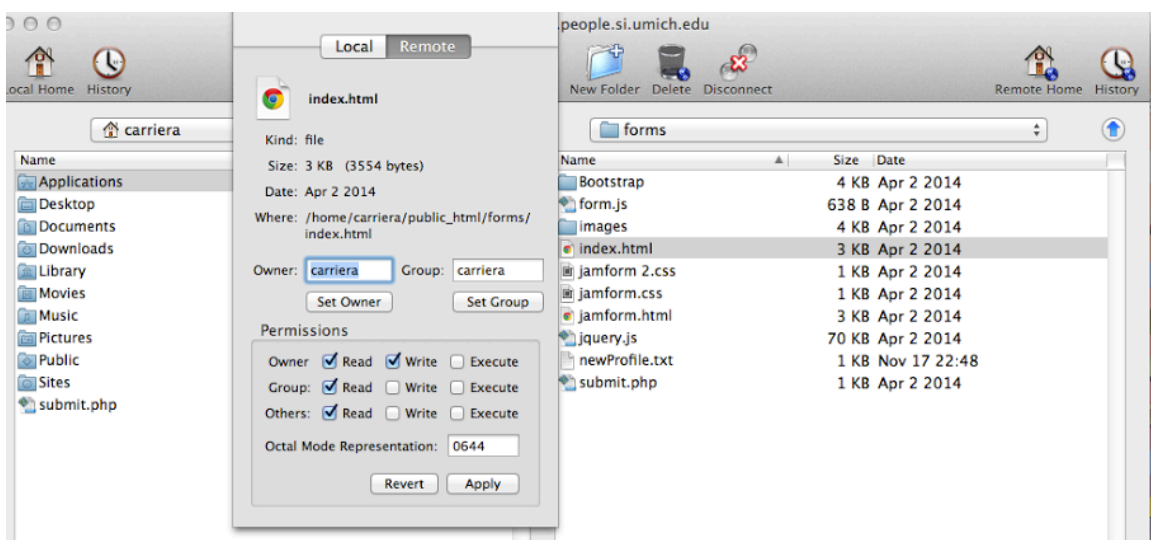 .people.si.umich.edu
Local Home History
Local Remote
New Folder Delete Disconnect
Remote Home History
carriera
Name
Applications
Desktop
Documents
Downloads
Library
Movies
Music
Pictures
Public
Sites
submit.php
index.html
Kind: file
Size: 3 KB (3554 bytes)
Date: Apr 2 2014
Where: /home/carriera/public_html/forms/
index.html
Owner: carriera Group: carriera
Set Owner Set Group
Permissions
Owner Read Write Execute
Group: Read Write Execute
Others: Read Write Execute
Octal Mode Representation: 0644
Revert Apply
forms
Name Size Date
Bootstrap 4 KB Apr 2 2014
form.js 638 B Apr 2 2014
images 4 KB Apr 2 2014
index.html 3 KB Apr 2 2014
jamform 2.css 1 KB Apr 2 2014
jamform.css 1 KB Apr 2 2014
jamform.html 3 KB Apr 2 2014
jquery.js 70 KB Apr 2 2014
newProfile.txt 1 KB Nov 17 22:48
submit.php 1 KB Apr 2 2014